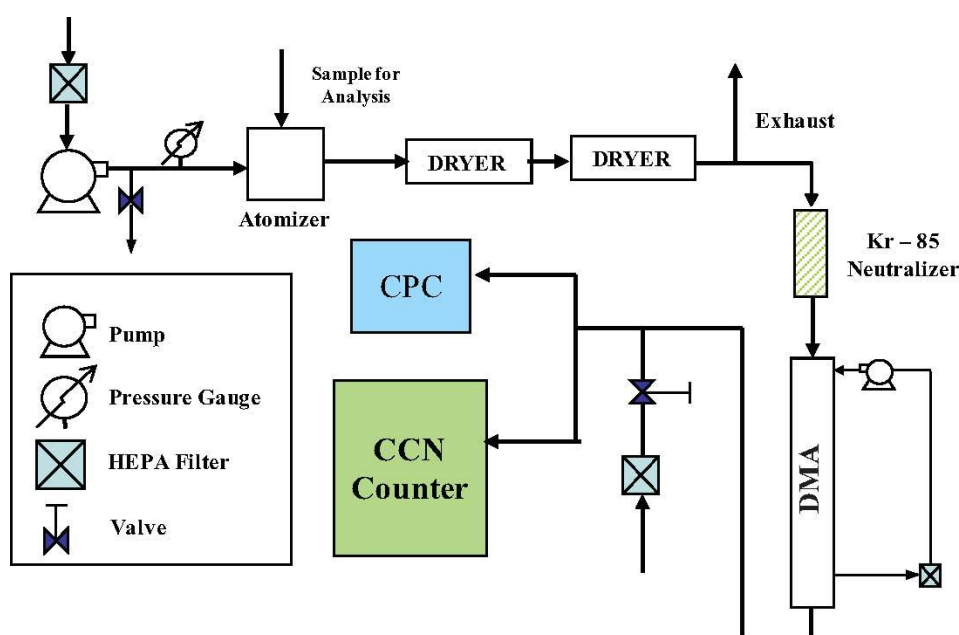 Sample for
Analysis
Exhaust
DRYER
DRYER
Atomizer
Kr – 85
Neutralizer
CPC
Pump
Pressure Gauge
CCN
Counter
HEPA Filter
DMA
Valve